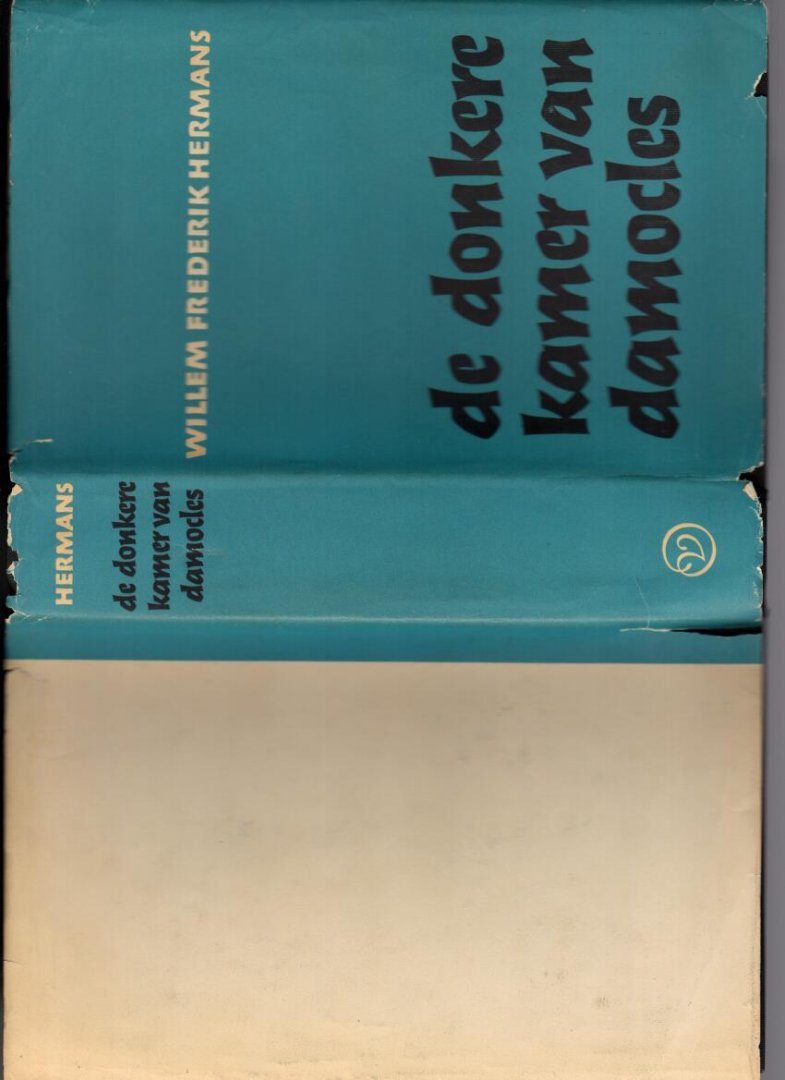 WILLEM FREDERIK HERMANS
de donkere
kamer van
damocles
HERMANS
de donkere
kamer van
damocles